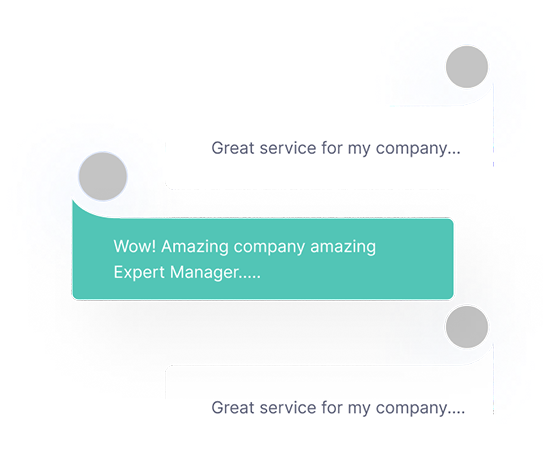 Great service for my company...
Wow! Amazing company amazing
Expert Manager.....
Great service for my company....